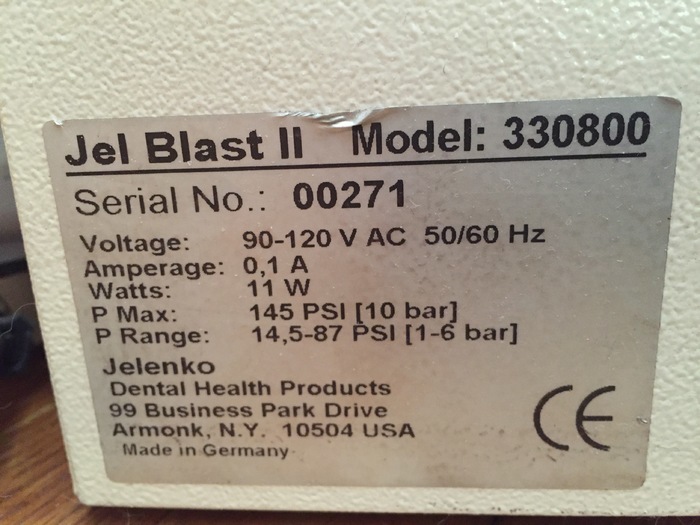 Jel Blast II Model: 330800
Serial No.: 00271
Voltage: 90-120 V AC 50/60 Hz
Amperage: 0,1 A
Watts: 11 W
P Max: 145 PSI [10 bar]
P Range: 14,5-87 PSI [1-6 bar]
Jelenko
Dental Health Products
99 Business Park Drive
Armonk, N.Y. 10504 USA
Made in Germany
CE